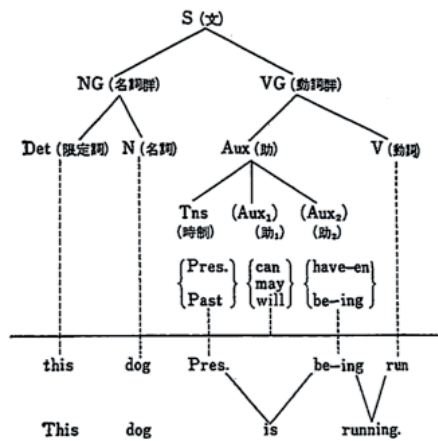 S (文)
NG (名詞群) VG (動詞群)
Det (限定詞) N (名詞) Aux (助) V (動詞)
Tns (Aux₁) (Aux₂)
(時制) (助₁) (助₂)
Pres. can have-en
may
Past will be-ing
this dog Pres. be-ing run
This dog is running.